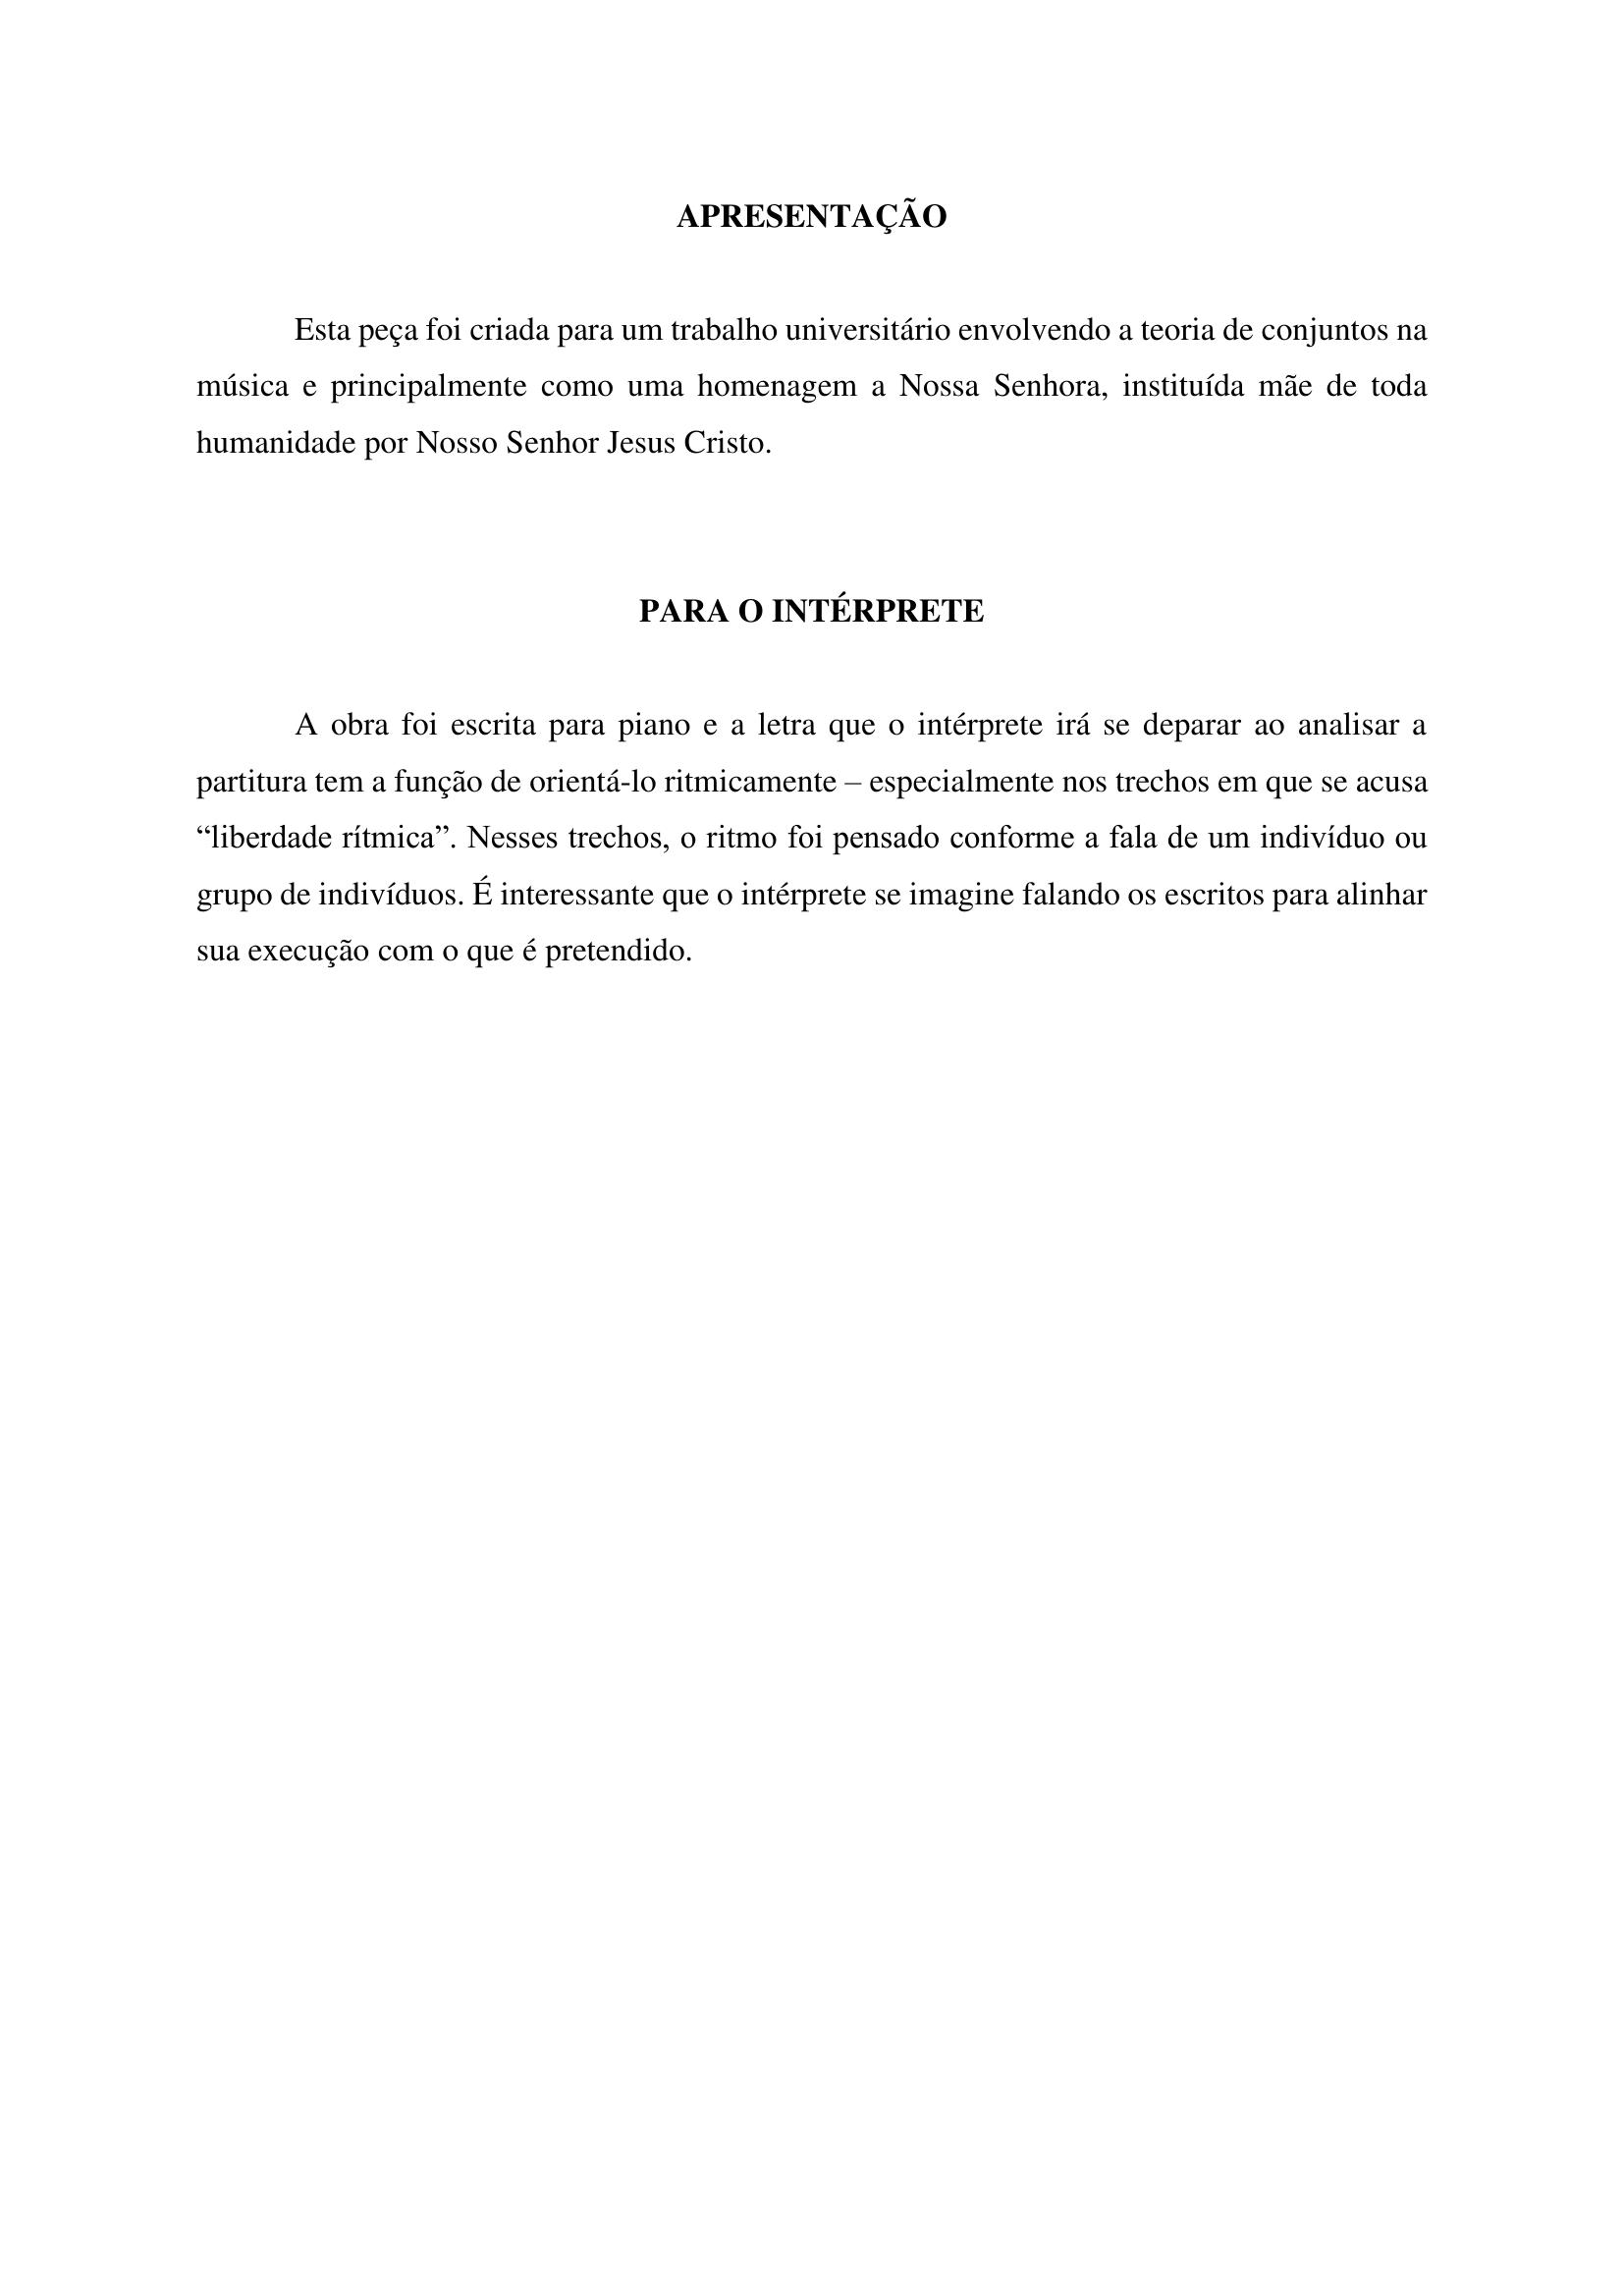 APRESENTAÇÃO
Esta peça foi criada para um trabalho universitário envolvendo a teoria de conjuntos na
música e principalmente como uma homenagem a Nossa Senhora, instituída mãe de toda
humanidade por Nosso Senhor Jesus Cristo.
PARA O INTÉRPRETE
A obra foi escrita para piano e a letra que o intérprete irá se deparar ao analisar a
partitura tem a função de orientá-lo ritmicamente – especialmente nos trechos em que se acusa
“liberdade rítmica”. Nesses trechos, o ritmo foi pensado conforme a fala de um indivíduo ou
grupo de indivíduos. É interessante que o intérprete se imagine falando os escritos para alinhar
sua execução com o que é pretendido.